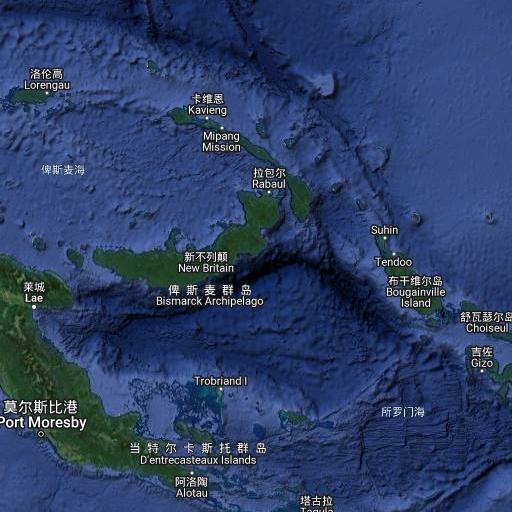 洛伦高
Lorengau
卡维恩
Kavieng
Mipang
Mission
俾斯麦海
拉包尔
Rabaul
Suhin
Tendoo
新不列颠
New Britain
布干维尔岛
Bougainville
Island
莱城
Lae
俾斯麦群岛
Bismarck Archipelago
舒瓦瑟尔岛
Choiseul
吉佐
Gizo
Trobriand I
莫尔斯比港
Port Moresby
所罗门海
当特尔卡斯托群岛
D'entrecasteaux Islands
阿洛陶
Alotau
塔古拉
Tagula